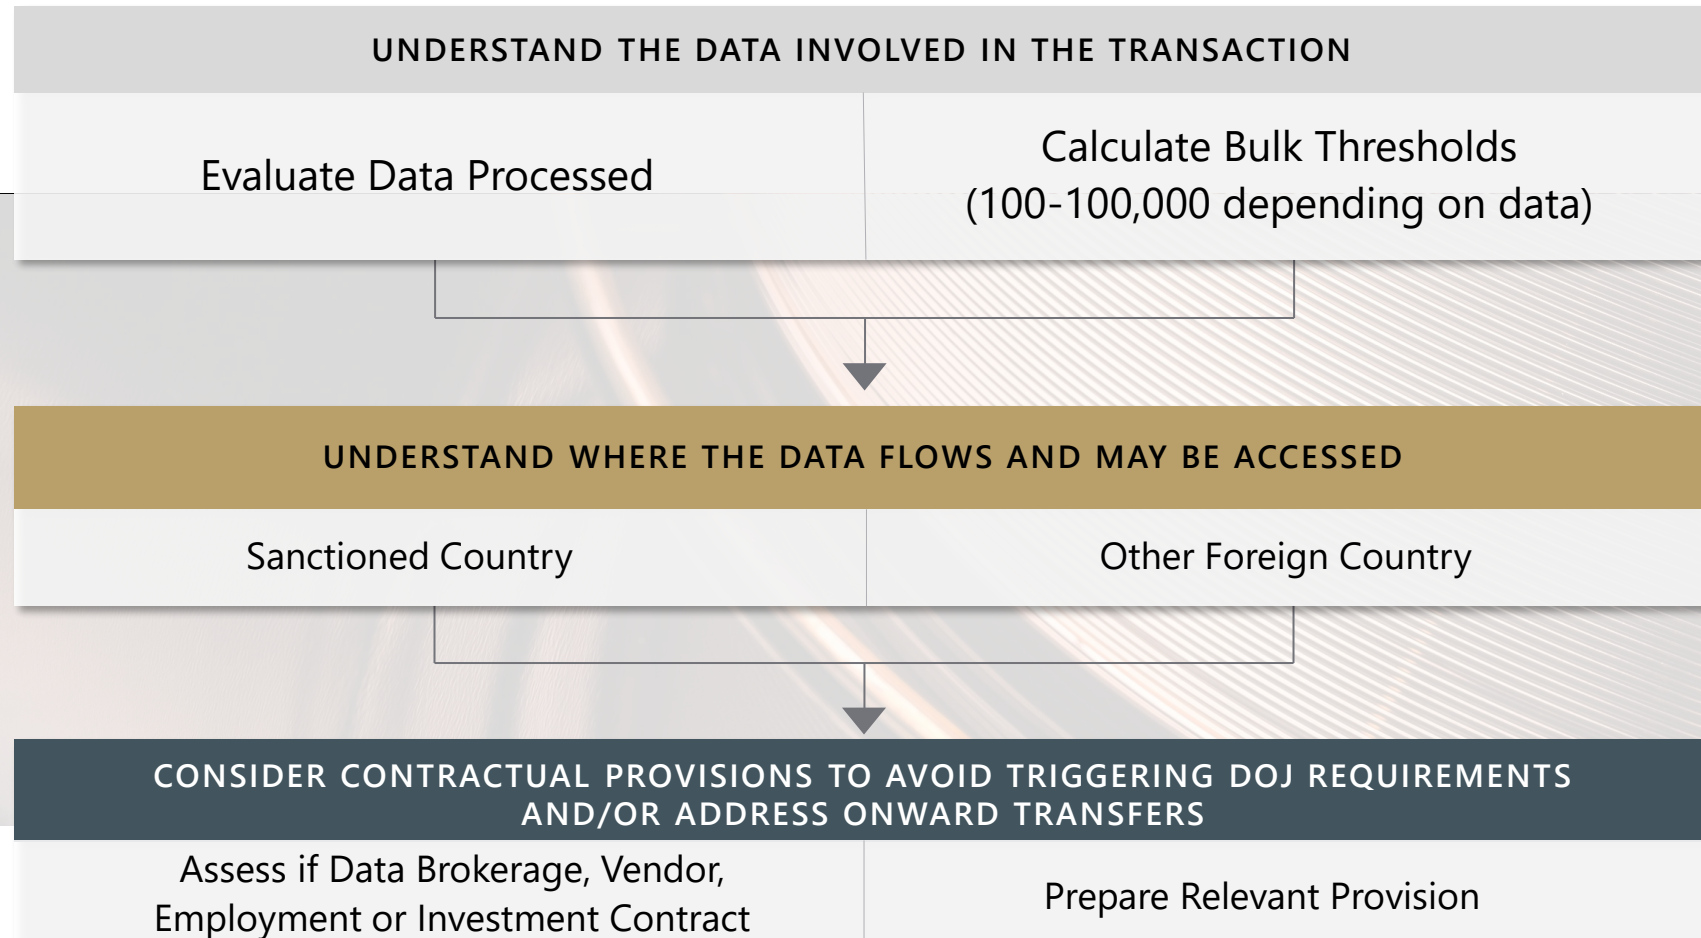 UNDERSTAND THE DATA INVOLVED IN THE TRANSACTION
Evaluate Data Processed
Calculate Bulk Thresholds
(100-100,000 depending on data)
UNDERSTAND WHERE THE DATA FLOWS AND MAY BE ACCESSED
Sanctioned Country
Other Foreign Country
CONSIDER CONTRACTUAL PROVISIONS TO AVOID TRIGGERING DOJ REQUIREMENTS
AND/OR ADDRESS ONWARD TRANSFERS
Assess if Data Brokerage, Vendor,
Employment or Investment Contract
Prepare Relevant Provision